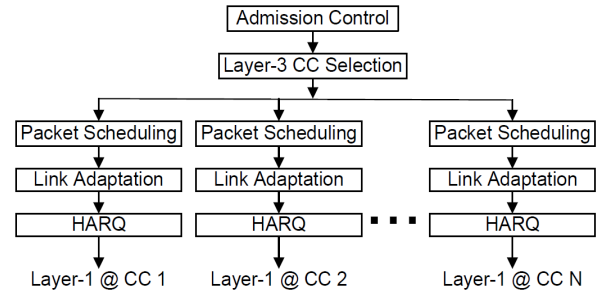 Admission Control
Layer-3 CC Selection
Packet Scheduling Packet Scheduling Packet Scheduling
Link Adaptation Link Adaptation Link Adaptation
HARQ HARQ HARQ
Layer-1 @ CC 1 Layer-1 @ CC 2 Layer-1 @ CC N